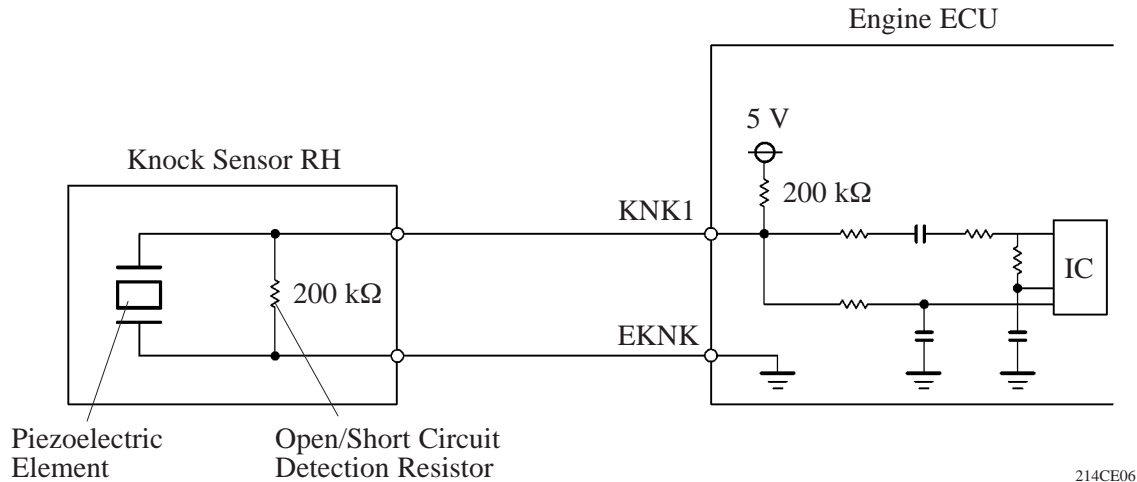 Engine ECU
5 V
Knock Sensor RH
200 kΩ
KNK1
IC
200 kΩ
EKNK
Piezoelectric
Element
Open/Short Circuit
Detection Resistor
214CE06